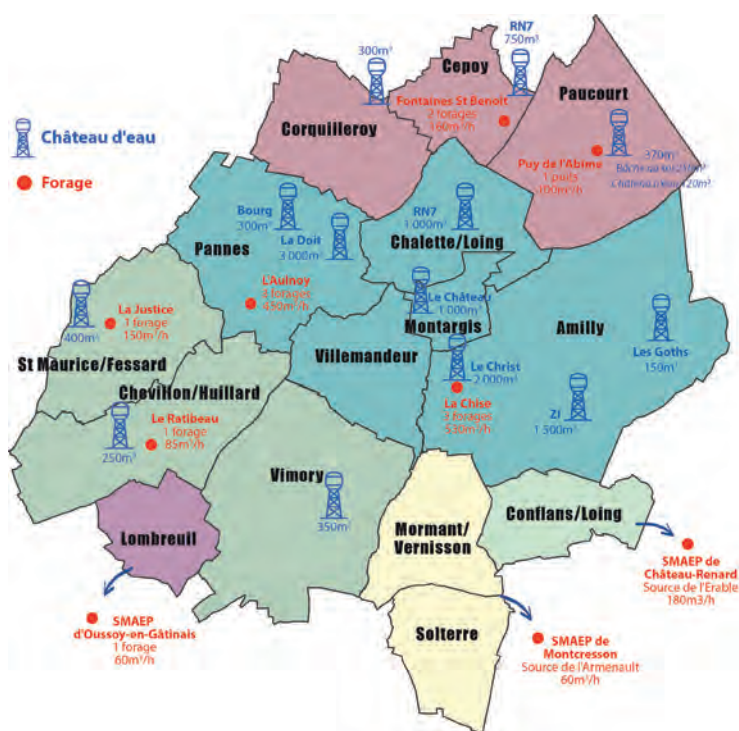 RN7
750m³
300m³
Cepoy
Paucourt
Fontaines St Benoît
2 forages
160m³/h
Corquilleroy
Château d'eau
Forage
370m³
Puy de l'Abîme
1 puits
100m³/h
Bourg
300m³
La Doit
3 000m³
RN7
1 000m³
Pannes
Chalette/Loing
L'Aulnoy
forages
Le Château
1 000m³
Montargis
Amilly
La Justice
1 forage
150m³/h
400m³
St Maurice/Fessard
Villemandeur
Les Goths
150m³
Le Christ
2 000m³
La Chise
forages
530m³/h
Chevillon/Huillard
Le Ratibeau
1 forage
85m³/h
250m³
ZI
1 500m³
Vimory
350m³
Lombreuil
Mormant/
Vernisson
Conflans/Loing
SMAEP de
Château-Renard
Source de l'Erable
180m3/h
SMAEP
d'Oussoy-en-Gâtinais
1 forage
60m³/h
Solterre
SMAEP de
Montcresson
Source de l'Armenault
60m³/h